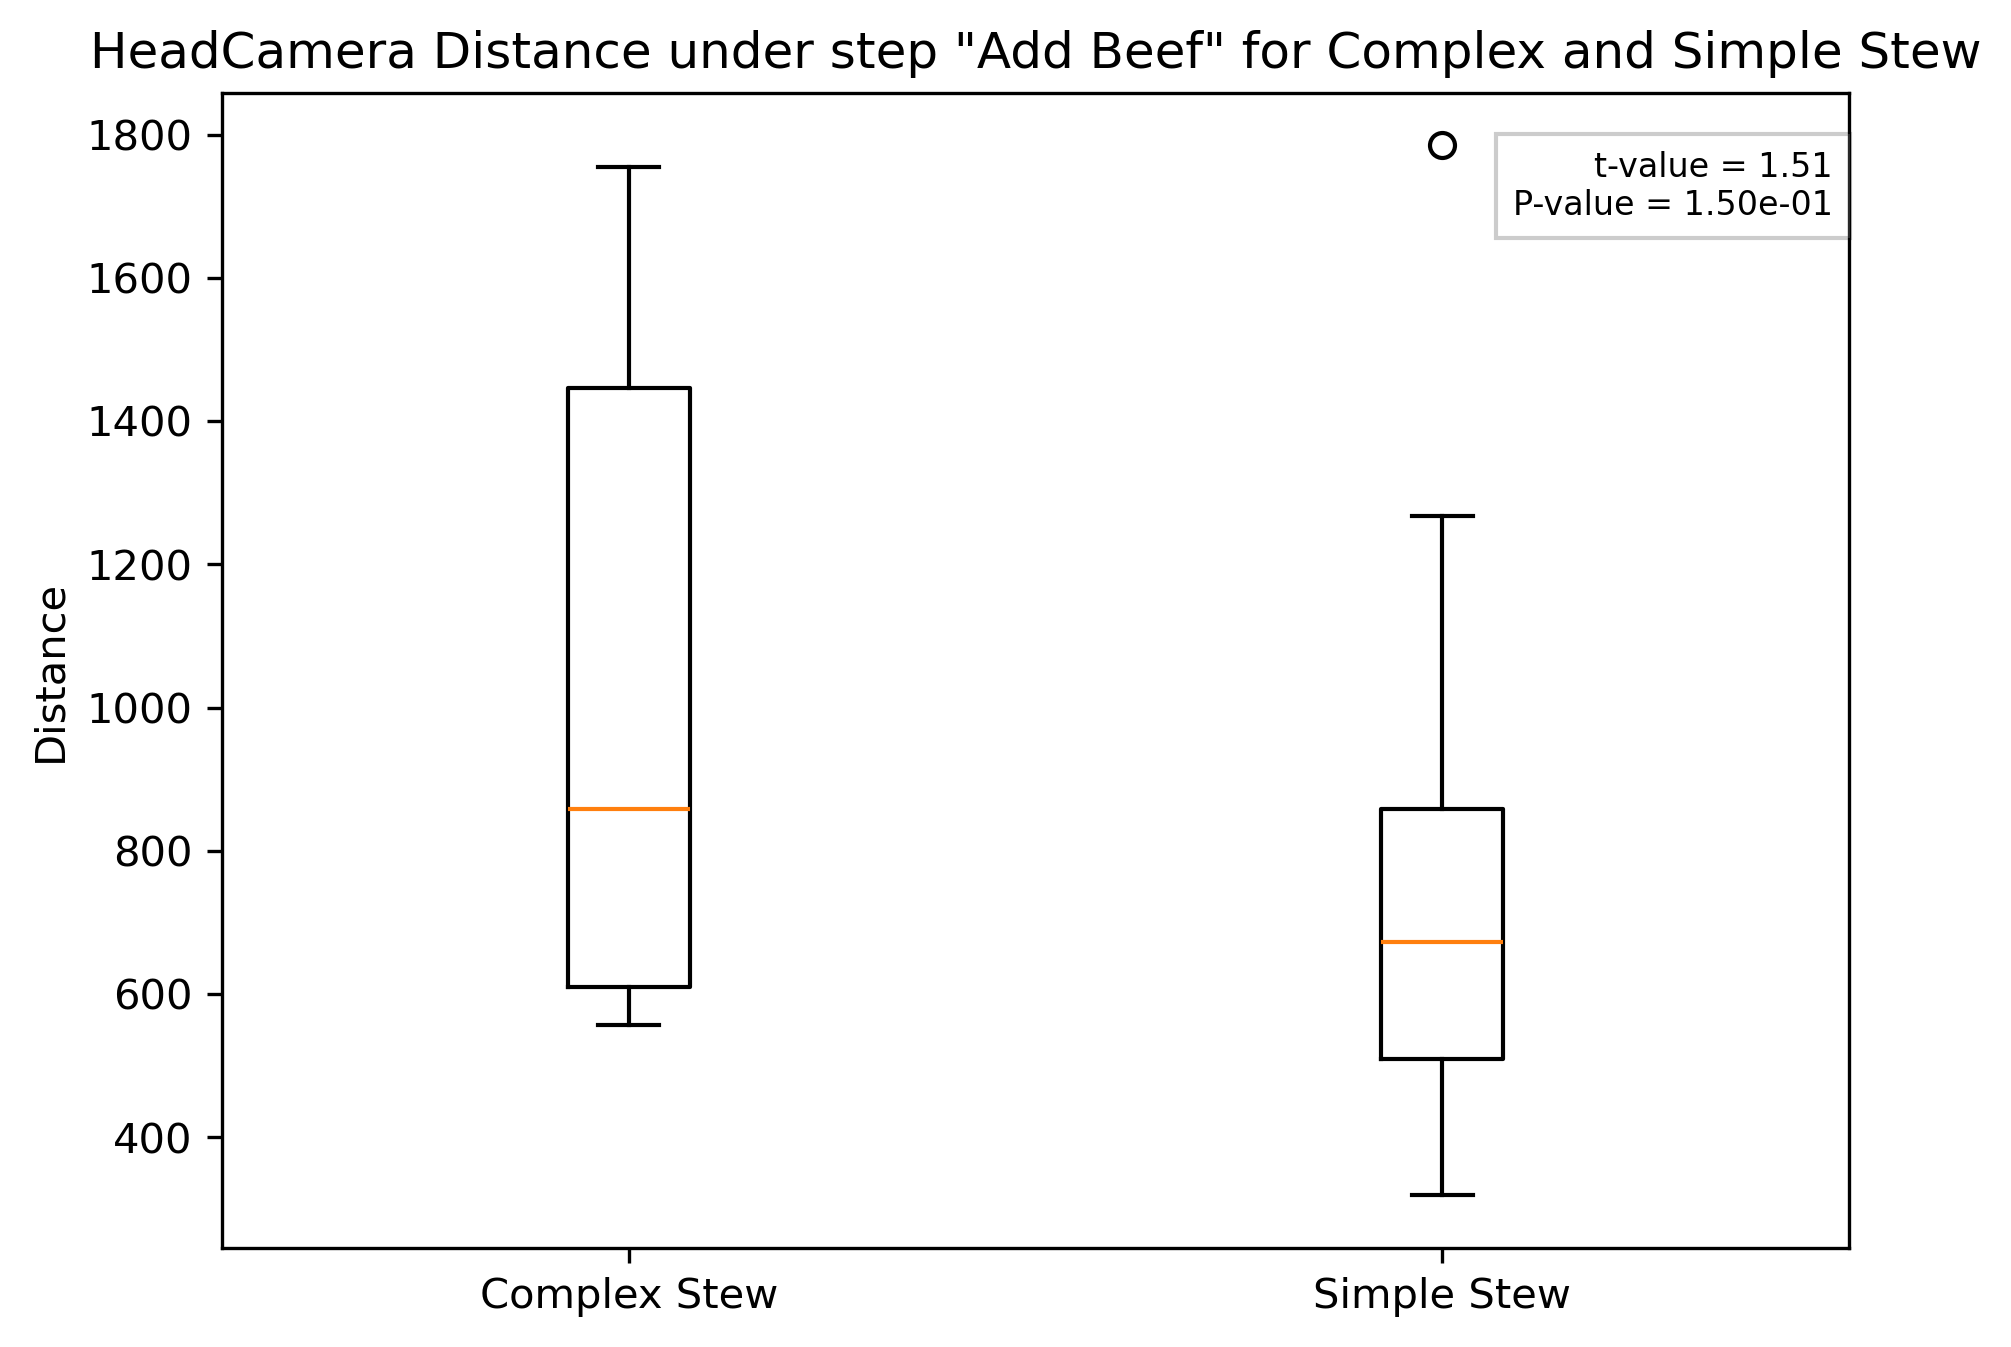 HeadCamera Distance under step "Add Beef" for Complex and Simple Stew
t-value = 1.51
P-value = 1.50e-01
1800
1600
1400
1200
1000
800
600
400
Distance
Complex Stew
Simple Stew